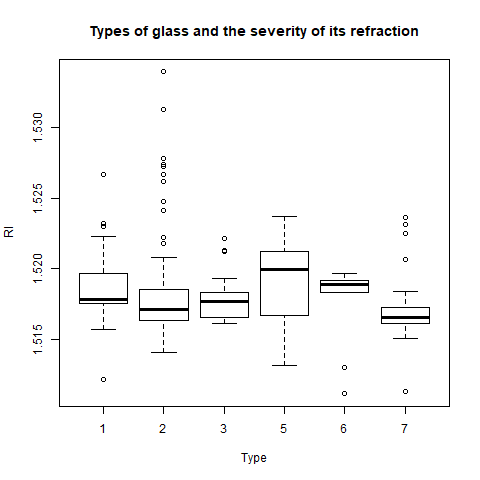 Types of glass and the severity of its refraction
1.530
1.525
1.520
1.515
RI
1 2 3 5 6 7
Type